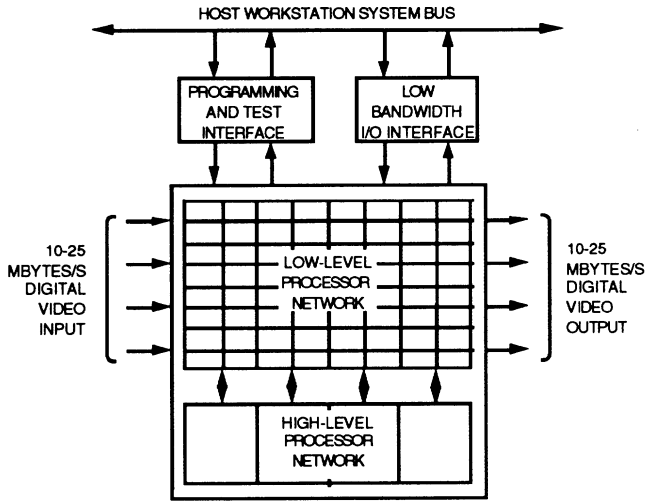 HOST WORKSTATION SYSTEM BUS
PROGRAMMING
AND TEST
INTERFACE
LOW
BANDWIDTH
I/O INTERFACE
10-25
MBYTES/S
DIGITAL
VIDEO
INPUT
LOW-LEVEL
PROCESSOR
NETWORK
10-25
MBYTES/S
DIGITAL
VIDEO
OUTPUT
HIGH-LEVEL
PROCESSOR
NETWORK